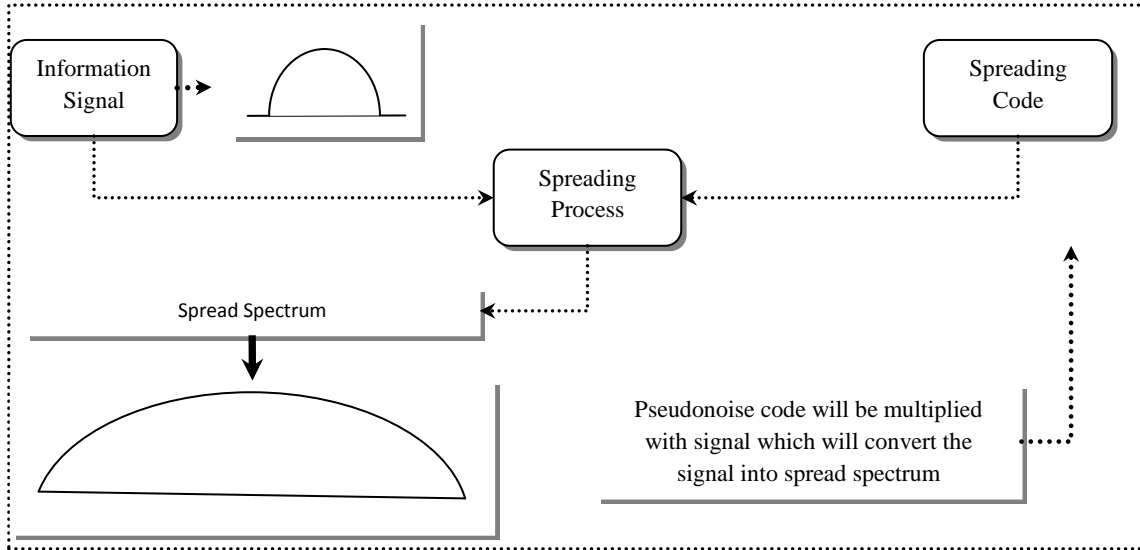 Information
Signal
Spreading
Code
Spreading
Process
Spread Spectrum
Pseudonoise code will be multiplied
with signal which will convert the
signal into spread spectrum